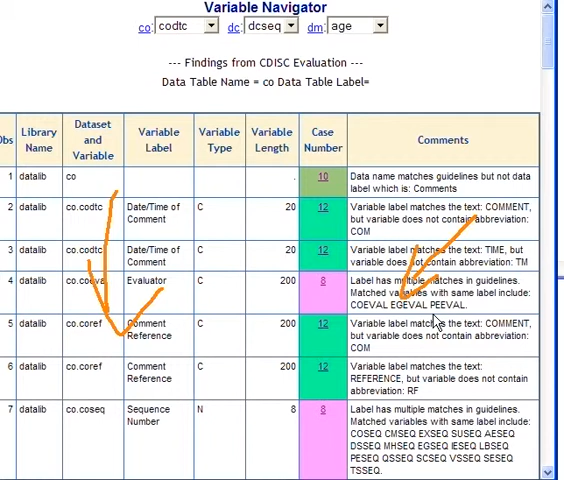 Variable Navigator
co: codtc dc: dcseq dm: age
--- Findings from CDISC Evaluation ---
Data Table Name = co Data Table Label=
Obs Library Name Dataset and Variable Variable Label Variable Type Variable Length Case Number Comments
1 datalib co . 10 Data name matches guidelines but not data
label which is: Comments
2 datalib co.codtc Date/Time of C 20 12 Variable label matches the text: COMMENT,
Comment but variable does not contain abbreviation:
COM
3 datalib co.codtc Date/Time of C 20 12 Variable label matches the text: TIME, but
Comment variable does not contain abbreviation: TM
4 datalib co.coeval Evaluator C 200 8 Label has multiple matches in guidelines.
Matched variables with same label include:
COEVAL EGEVAL PEEVAL.
5 datalib co.coref Comment C 200 12 Variable label matches the text: COMMENT,
Reference but variable does not contain abbreviation:
COM
6 datalib co.coref Comment C 200 12 Variable label matches the text:
Reference REFERENCE, but variable does not contain
abbreviation: RF
7 datalib co.coseq Sequence N 8 8 Label has multiple matches in guidelines.
Number Matched variables with same label include:
COSEQ CMSEQ EXSEQ SUSEQ AESEQ
DSSEQ MHSEQ EGSEQ IESEQ LBSEQ
PESEQ QSSEQ SCSEQ VSSEQ SESEQ
TSSEQ.